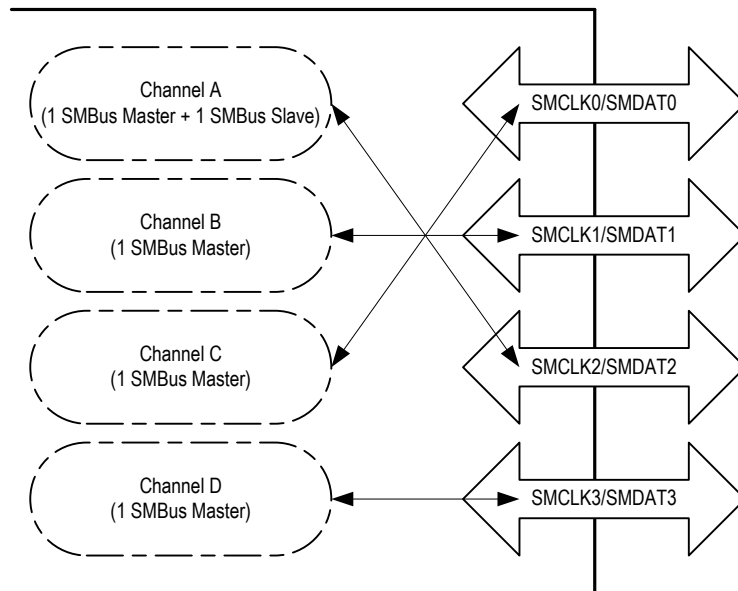 Channel A
(1 SMBus Master + 1 SMBus Slave)
SMCLK0/SMDAT0
Channel B
(1 SMBus Master)
SMCLK1/SMDAT1
Channel C
(1 SMBus Master)
SMCLK2/SMDAT2
Channel D
(1 SMBus Master)
SMCLK3/SMDAT3